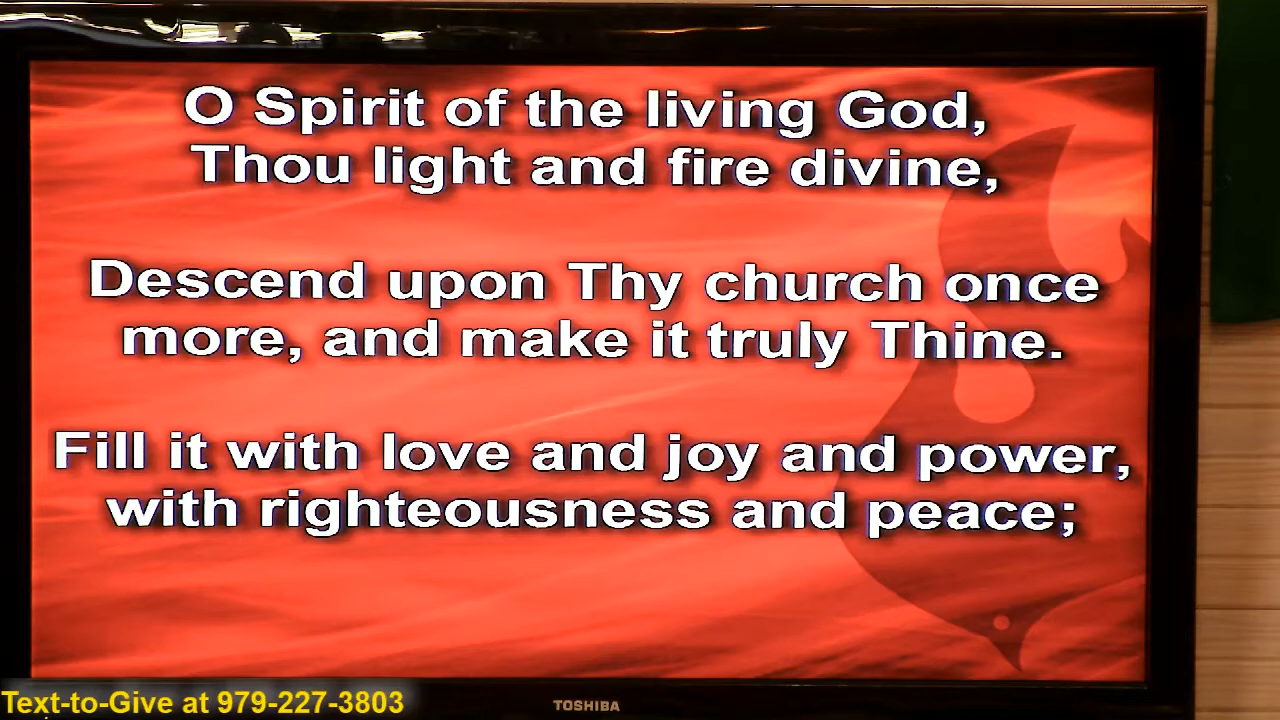 O Spirit of the living God,
Thou light and fire divine,
Descend upon Thy church once
more, and make it truly Thine.
Fill it with love and joy and power,
with righteousness and peace;
Text-to-Give at 979-227-3803
TOSHIBA